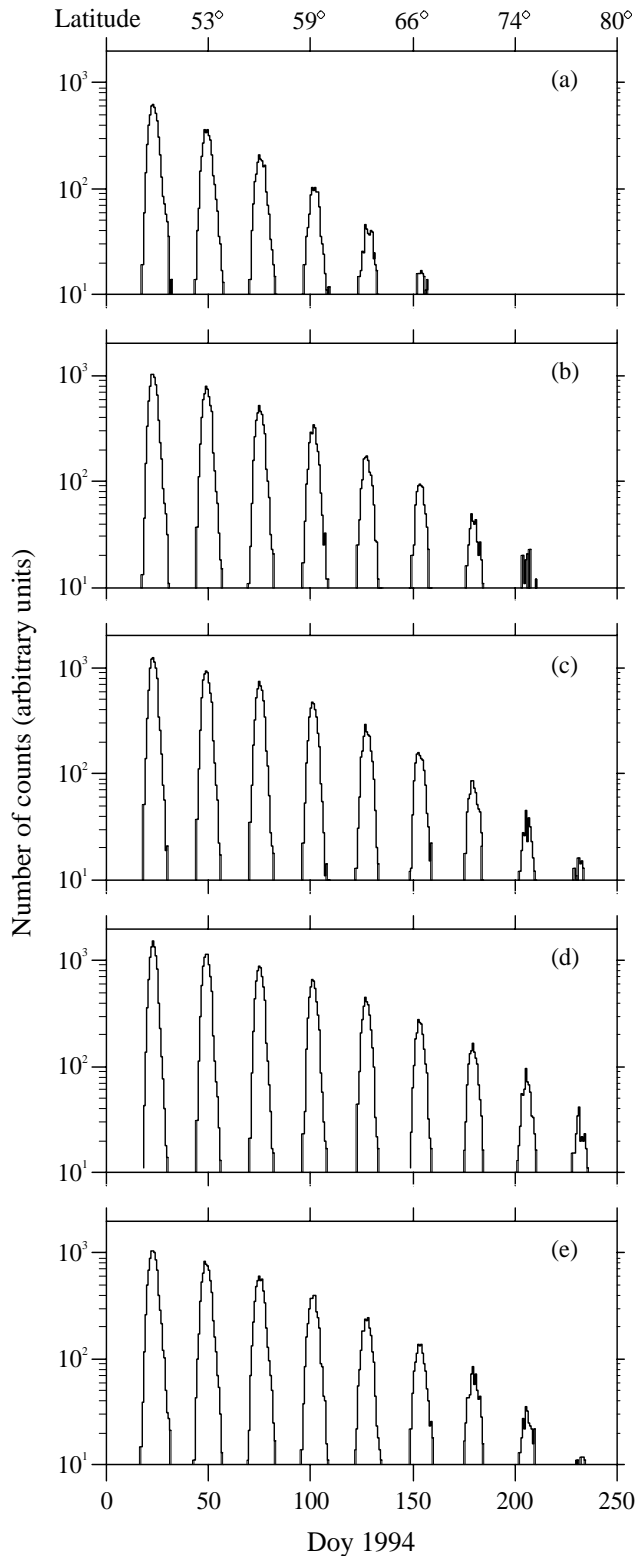 Latitude 53° 59° 66° 74° 80°
(a)
10³
10²
10¹
(b)
10³
10²
10¹
(c)
10³
10²
10¹
(d)
10³
10²
10¹
(e)
10³
10²
10¹
Number of counts (arbitrary units)
0 50 100 150 200 250
Doy 1994